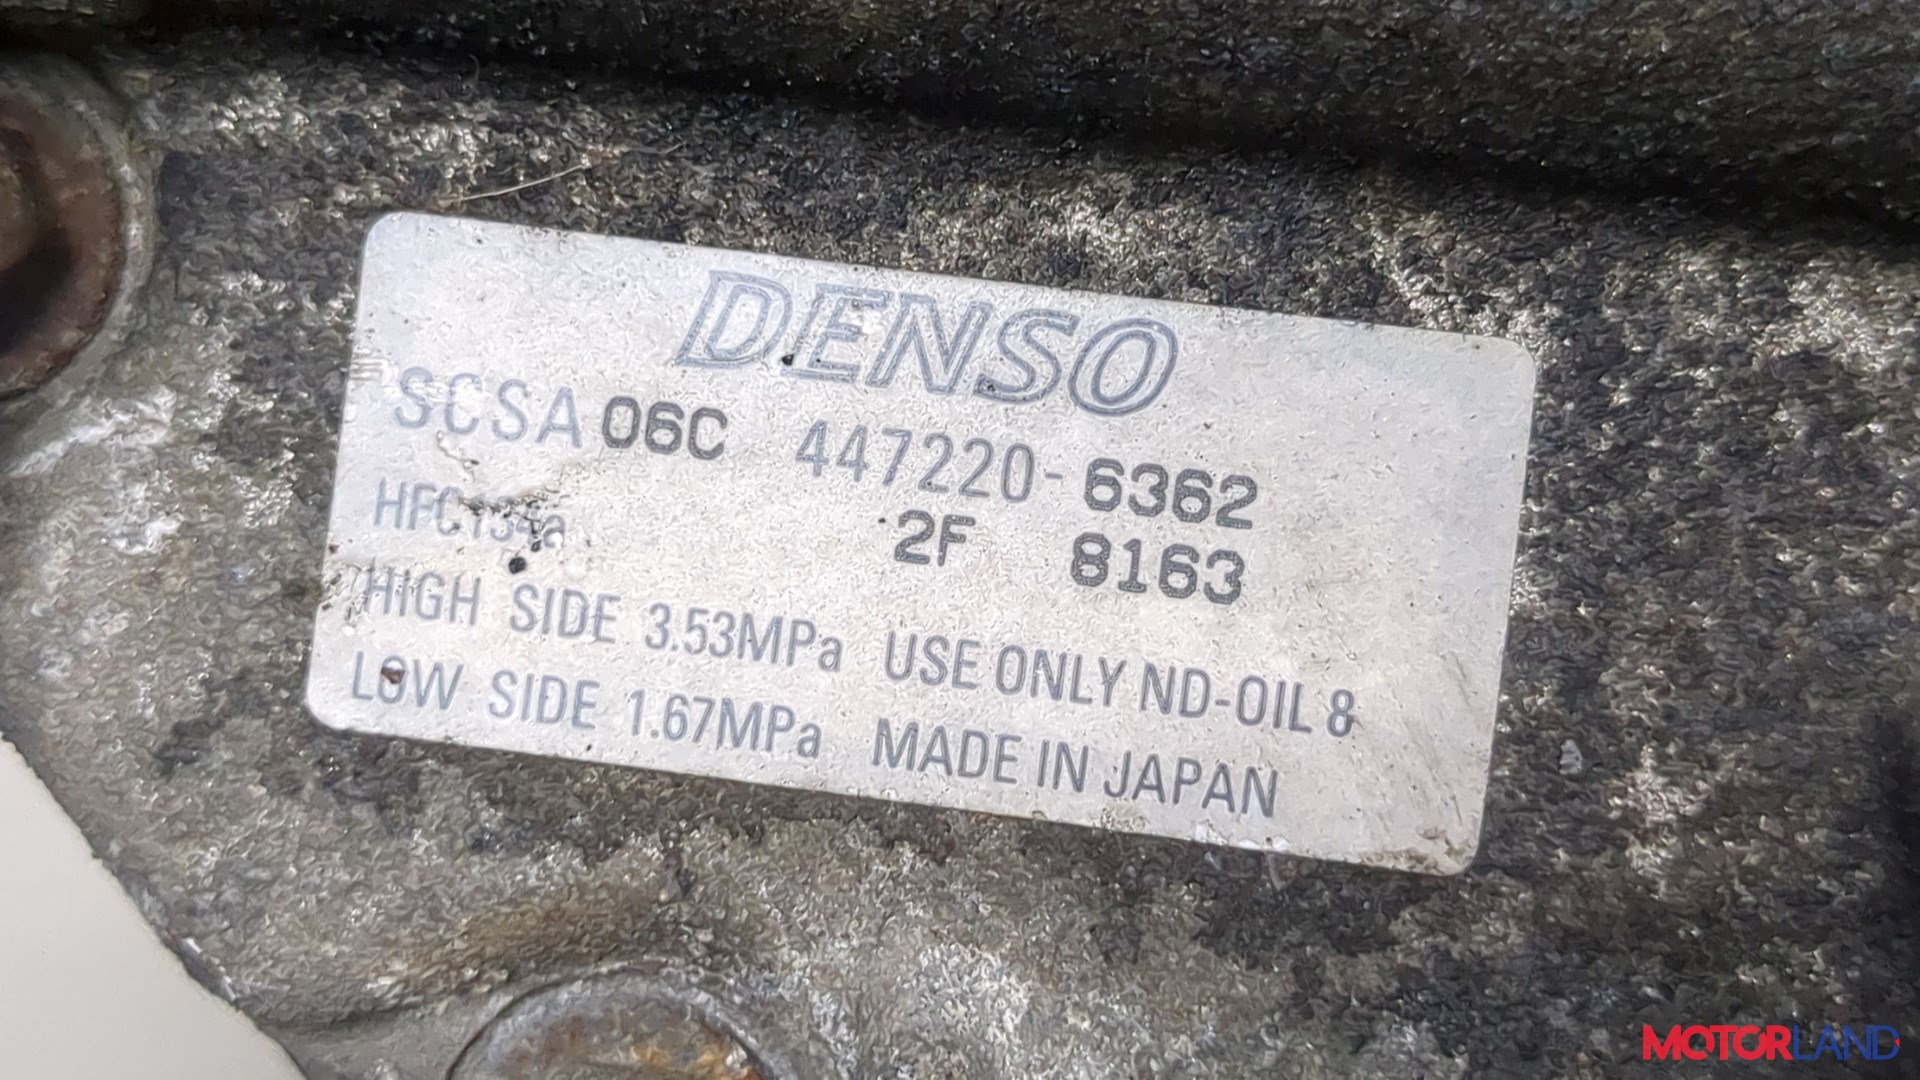 DENSO
SCSA 06C 447220-6362
HFC134a 2F 8163
HIGH SIDE 3.53MPa USE ONLY ND-OIL 8
LOW SIDE 1.67MPa MADE IN JAPAN
MOTORLAND